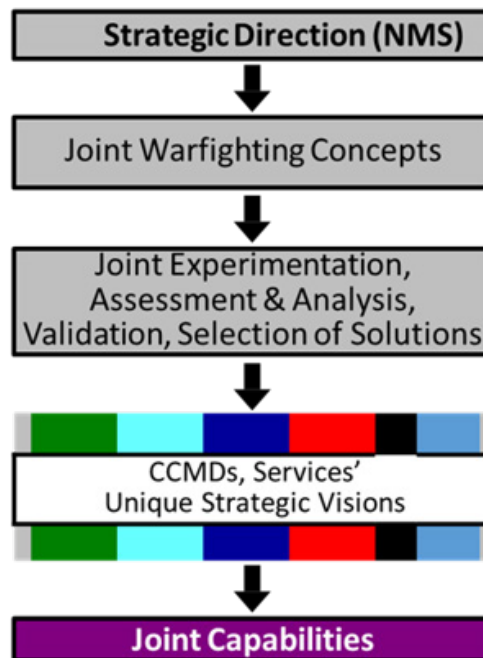 Strategic Direction (NMS)
Joint Warfighting Concepts
Joint Experimentation,
Assessment & Analysis,
Validation, Selection of Solutions
CCMDs, Services’
Unique Strategic Visions
Joint Capabilities